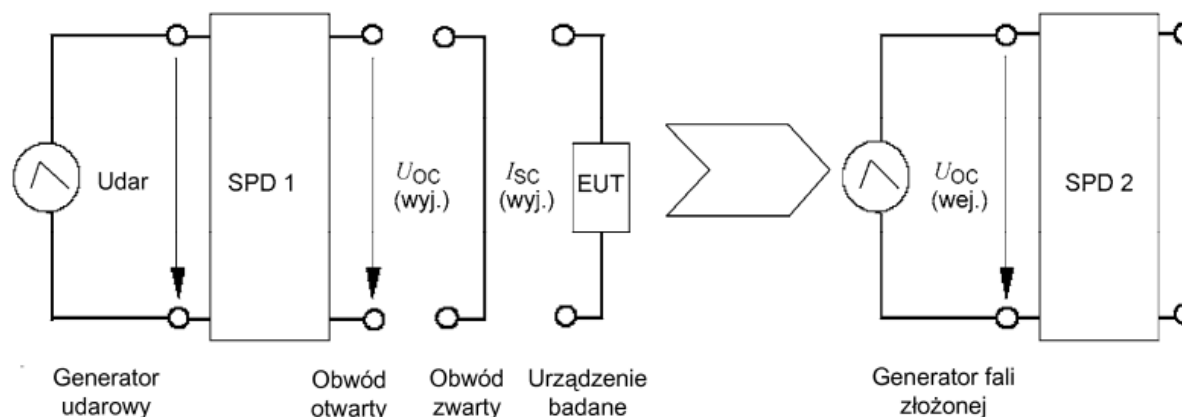 Udar
SPD 1
UOC
(wyj.)
ISC
(wyj.)
EUT
UOC
(wej.)
SPD 2
Generator
udarowy
Obwód
otwarty
Obwód
zwarty
Urządzenie
badane
Generator fali
złożonej